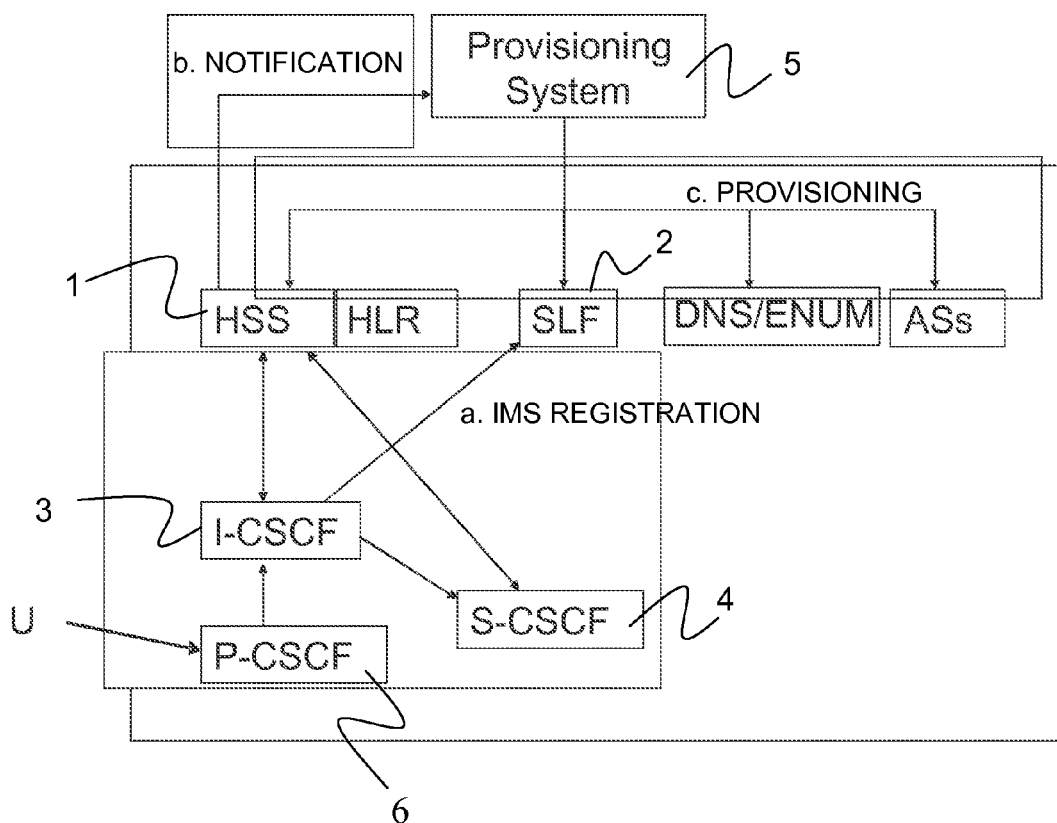 b. NOTIFICATION
Provisioning
System
5
c. PROVISIONING
1
2
HSS
HLR
SLF
DNS/ENUM
ASs
a. IMS REGISTRATION
3
I-CSCF
4
S-CSCF
U
P-CSCF
6